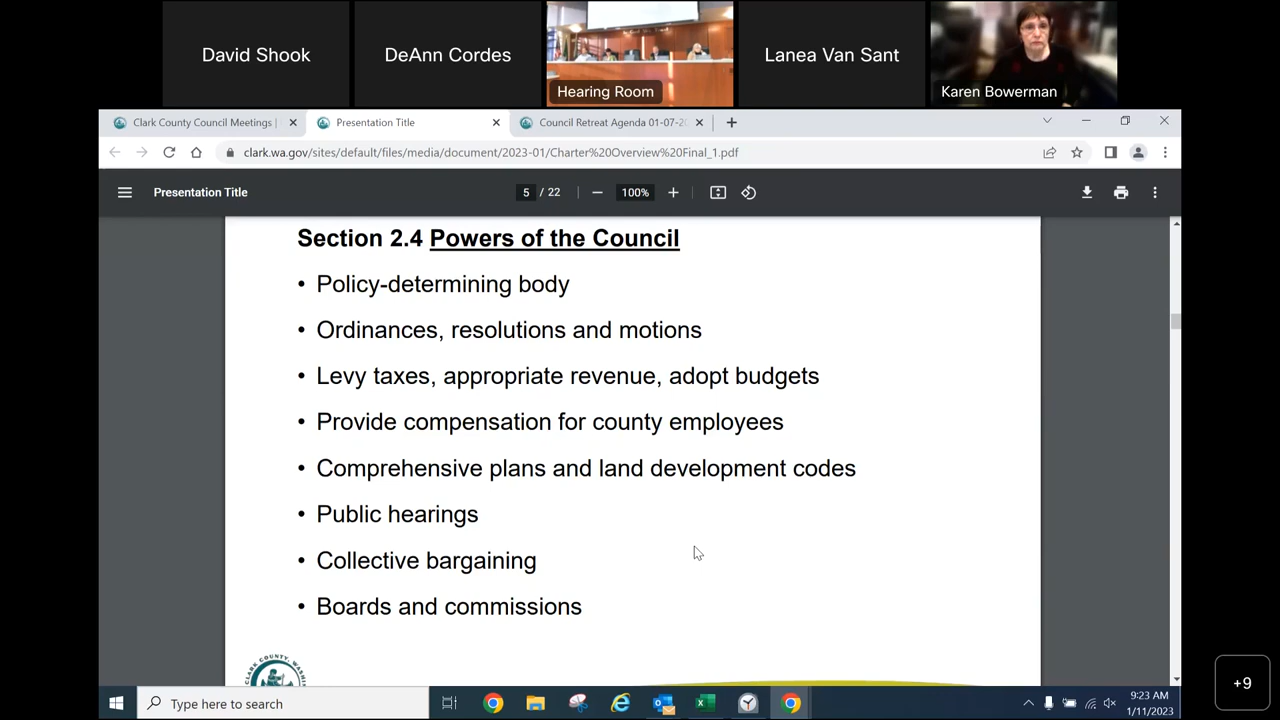 David Shook
DeAnn Cordes
Hearing Room
Lanea Van Sant
Karen Bowerman
Clark County Council Meetings |
Presentation Title
Council Retreat Agenda 01-07-20
clark.wa.gov/sites/default/files/media/document/2023-01/Charter%20Overview%20Final_1.pdf
Presentation Title
5 / 22
100%
Section 2.4 Powers of the Council
• Policy-determining body
• Ordinances, resolutions and motions
• Levy taxes, appropriate revenue, adopt budgets
• Provide compensation for county employees
• Comprehensive plans and land development codes
• Public hearings
• Collective bargaining
• Boards and commissions
CLARK COUNTY, WASHIN
Type here to search
9:23 AM
1/11/2023
+9